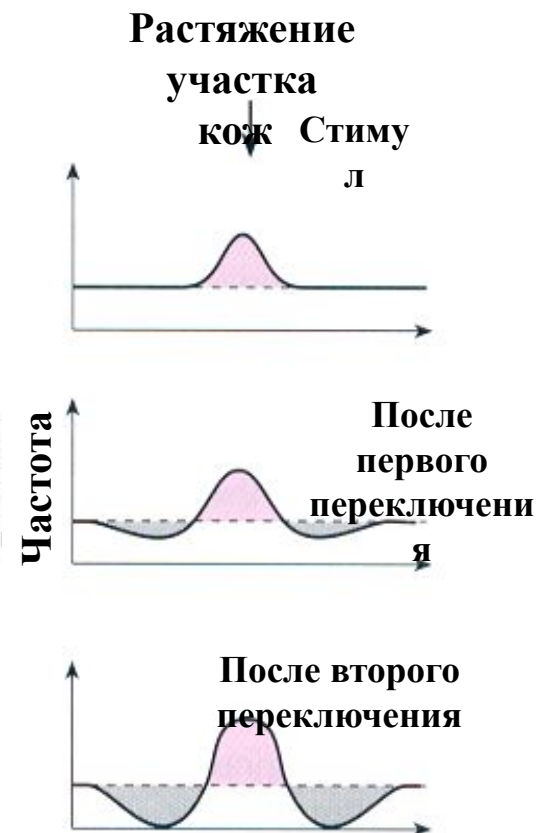 Растяжение
участка
кож
Стиму
л
Частота
После
первого
переключени
я
После второго
переключения